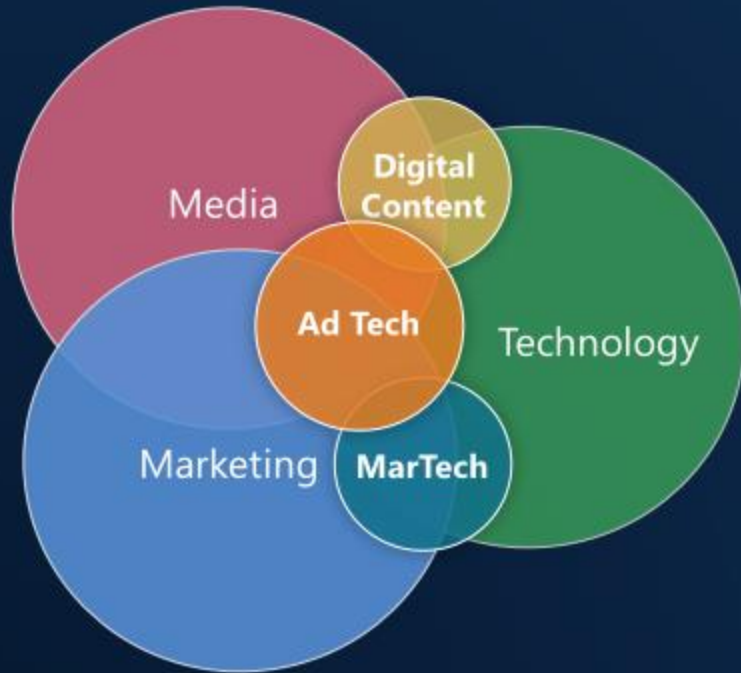 Digital
Content
Media
Ad Tech
Technology
Marketing
MarTech